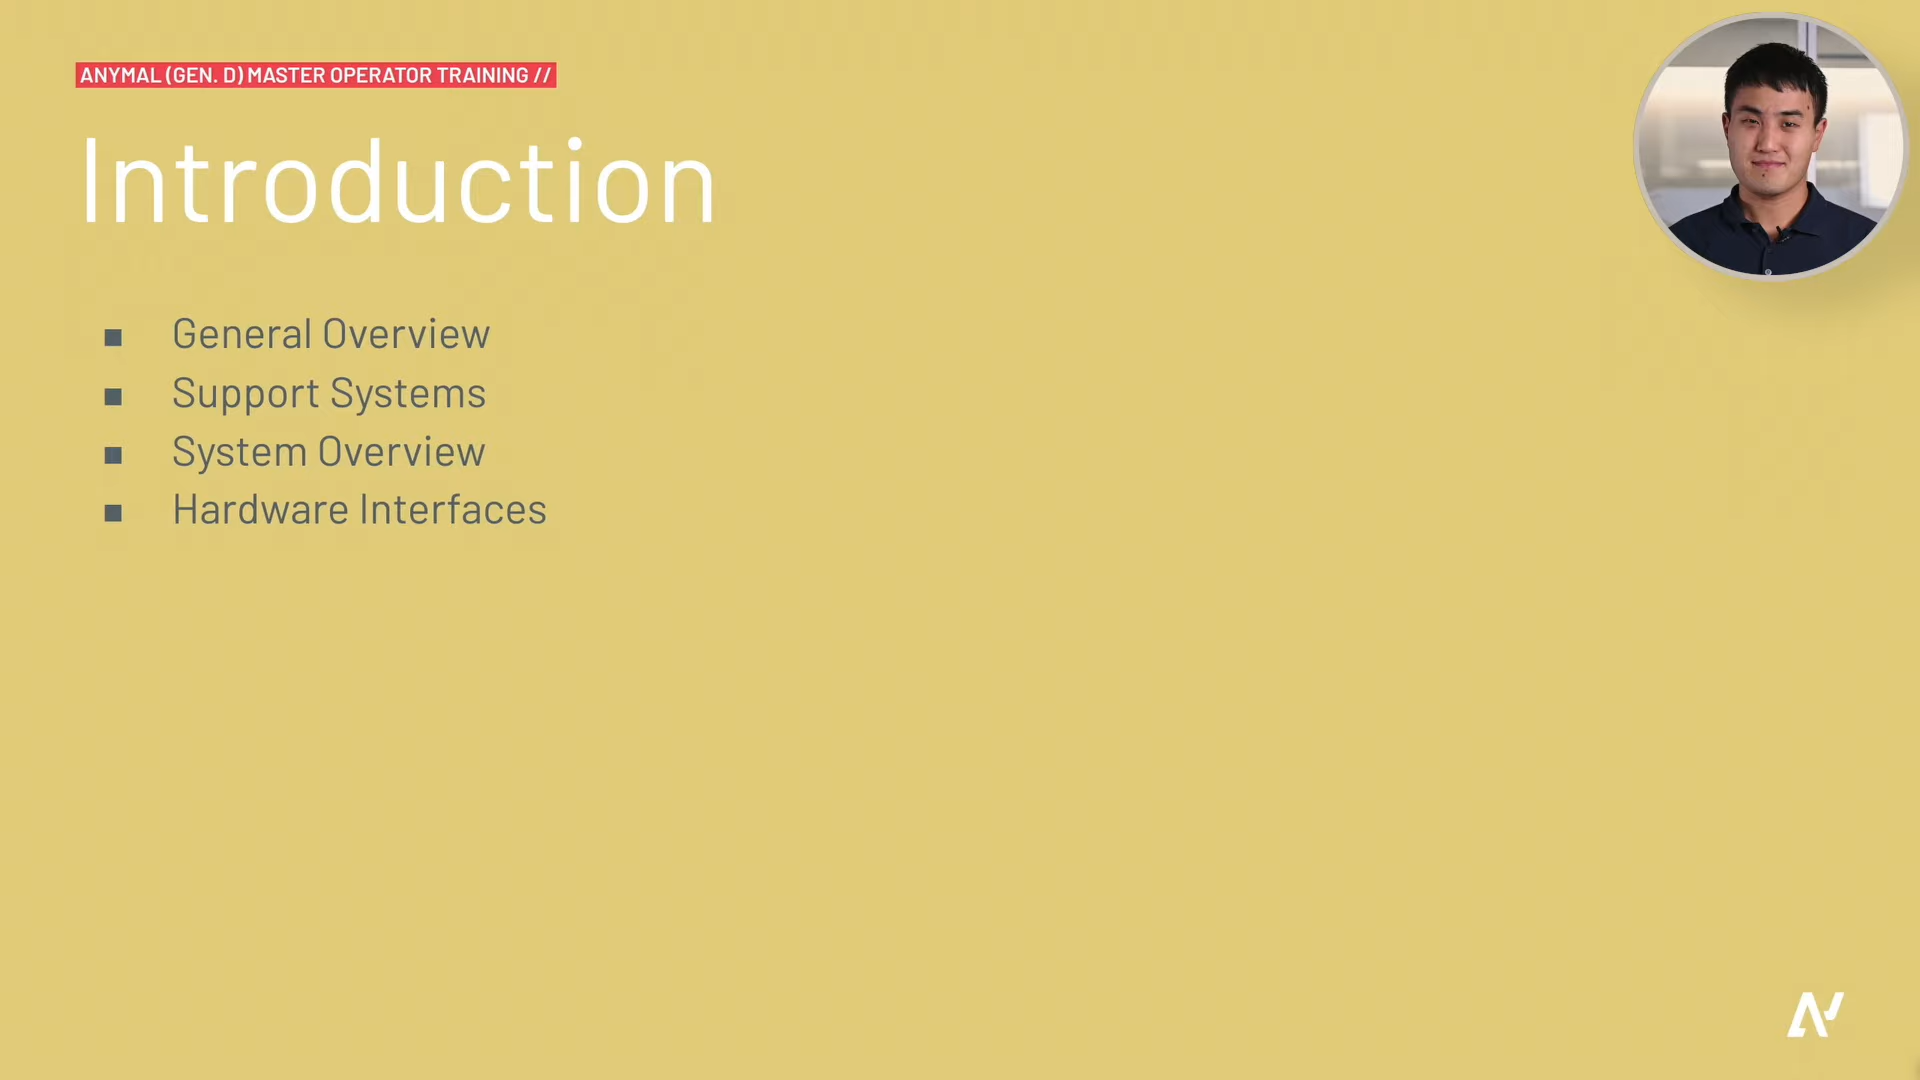 ANYMAL (GEN. D) MASTER OPERATOR TRAINING //
Introduction
■ General Overview
■ Support Systems
■ System Overview
■ Hardware Interfaces